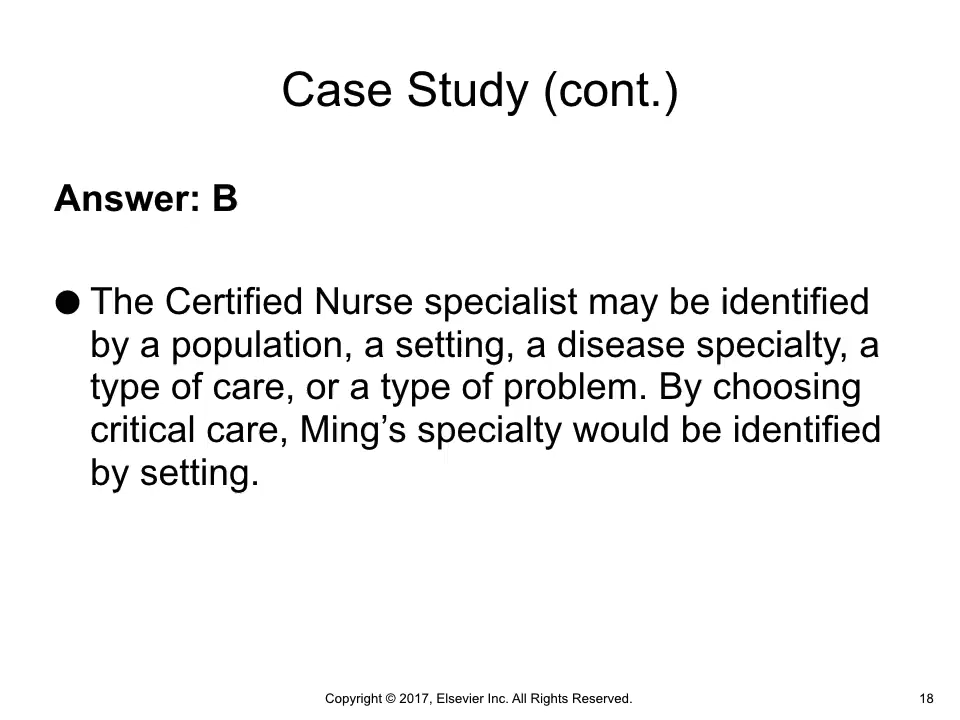 Case Study (cont.)
Answer: B
● The Certified Nurse specialist may be identified
by a population, a setting, a disease specialty, a
type of care, or a type of problem. By choosing
critical care, Ming’s specialty would be identified
by setting.
Copyright © 2017, Elsevier Inc. All Rights Reserved.
18